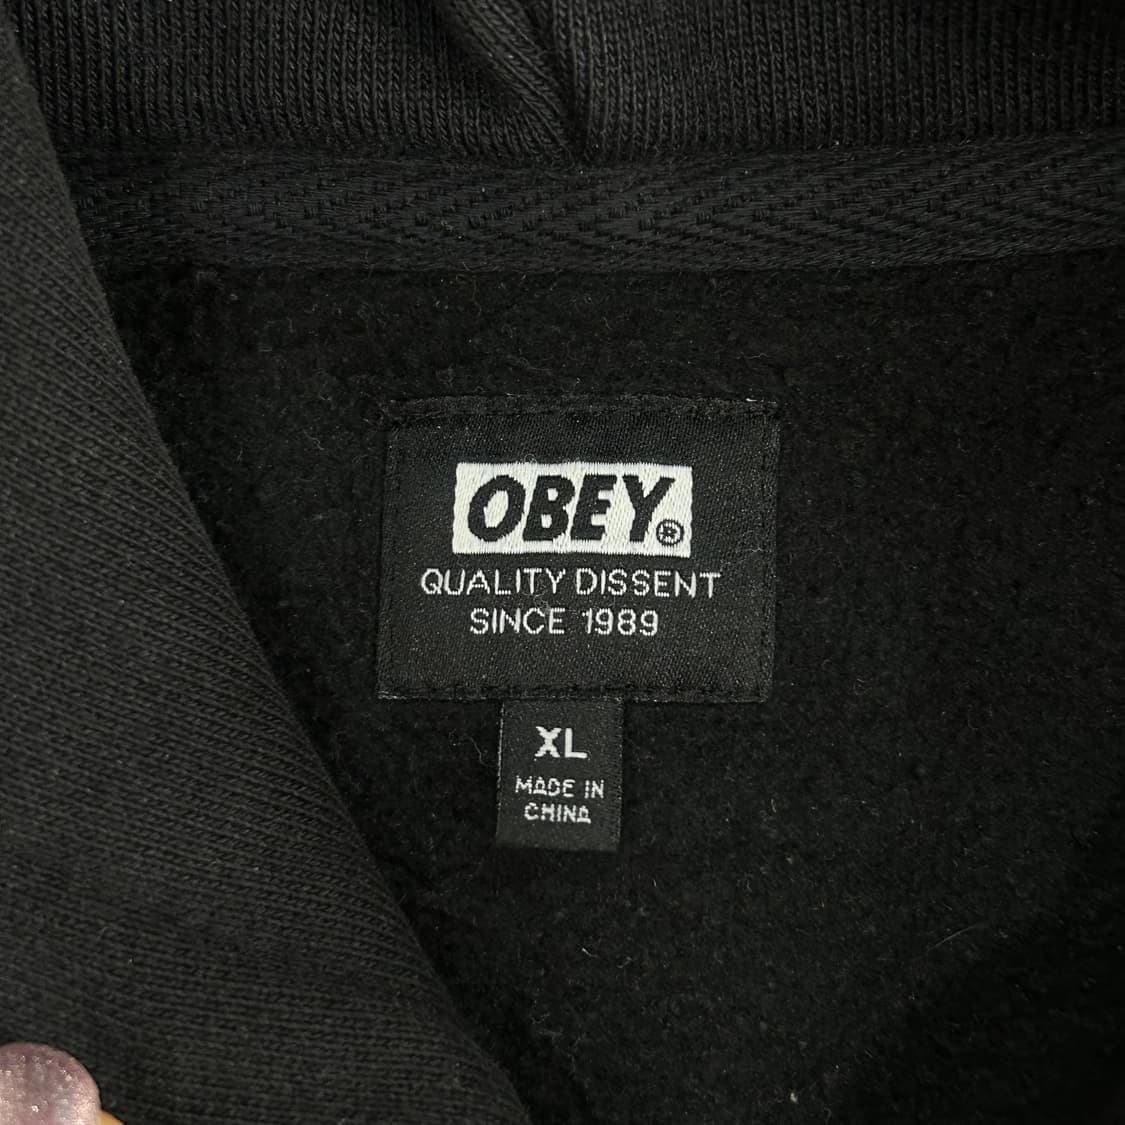 OBEY®
QUALITY DISSENT
SINCE 1989
XL
MADE IN
CHINA